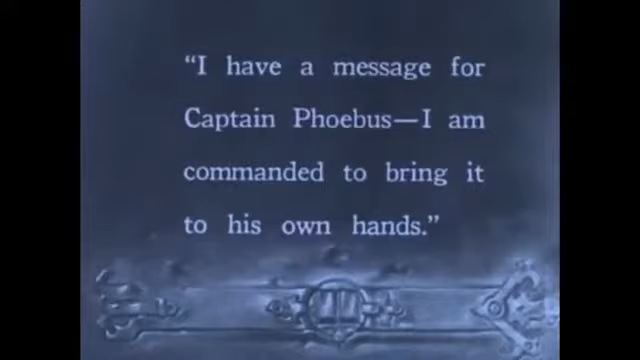 “I have a message for
Captain Phoebus—I am
commanded to bring it
to his own hands.”